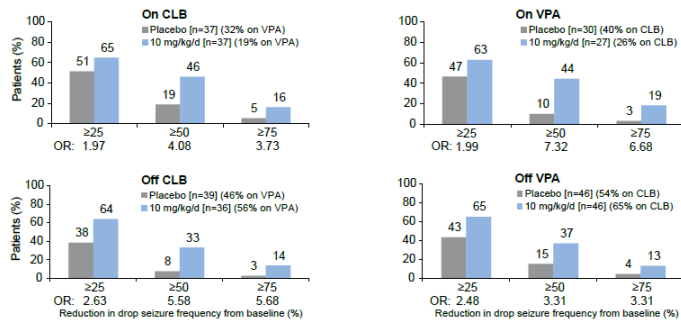 On CLB
Placebo [n=37] (32% on VPA)
10 mg/kg/d [n=37] (19% on VPA)
Patients (%)
100
80
60
40
20
0
51
65
19
46
5
16
≥25
≥50
≥75
OR: 1.97 4.08 3.73
On VPA
Placebo [n=30] (40% on CLB)
10 mg/kg/d [n=27] (26% on CLB)
Patients (%)
100
80
60
40
20
0
47
63
10
44
3
19
≥25
≥50
≥75
OR: 1.99 7.32 6.68
Off CLB
Placebo [n=39] (46% on VPA)
10 mg/kg/d [n=36] (56% on VPA)
Patients (%)
100
80
60
40
20
0
38
64
8
33
3
14
≥25
≥50
≥75
OR: 2.63 5.58 5.68
Reduction in drop seizure frequency from baseline (%)
Off VPA
Placebo [n=46] (54% on CLB)
10 mg/kg/d [n=46] (65% on CLB)
Patients (%)
100
80
60
40
20
0
43
65
15
37
4
13
≥25
≥50
≥75
OR: 2.48 3.31 3.31
Reduction in drop seizure frequency from baseline (%)